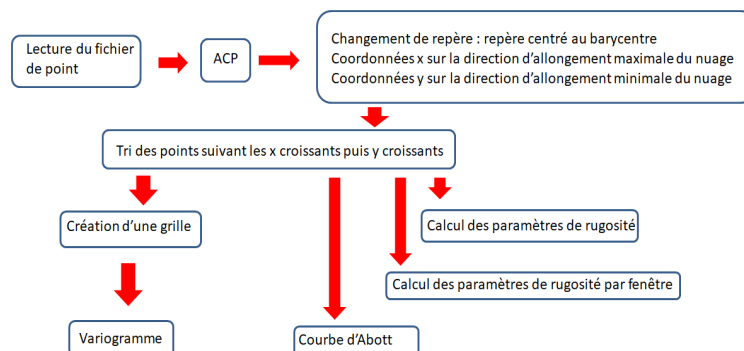 Lecture du fichier
de point
ACP
Changement de repère : repère centré au barycentre
Coordonnées x sur la direction d'allongement maximale du nuage
Coordonnées y sur la direction d'allongement minimale du nuage
Tri des points suivant les x croissants puis y croissants
Création d'une grille
Calcul des paramètres de rugosité
Calcul des paramètres de rugosité par fenêtre
Variogramme
Courbe d'Abott